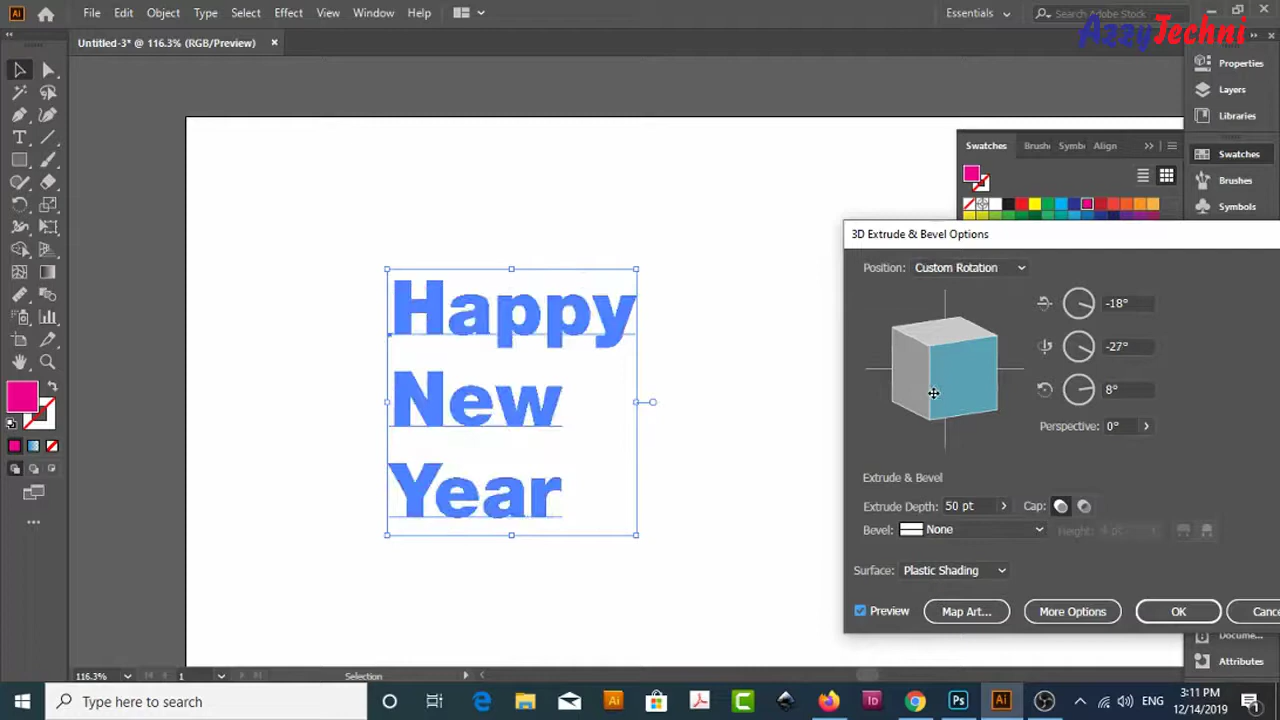 File Edit Object Type Select Effect View Window Help
Essentials
Search Adobe Stock
AzzyTechni
Untitled-3* @ 116.3% (RGB/Preview)
Properties
Layers
Libraries
Swatches Brush Symb Align
Swatches
Brushes
Symbols
3D Extrude & Bevel Options
Position: Custom Rotation
-18°
-27°
8°
Perspective: 0°
Extrude & Bevel
Extrude Depth: 50 pt Cap:
Bevel: None Height: 4 pt
Surface: Plastic Shading
Preview Map Art... More Options OK Canc
Happy
New
Year
Docume...
Attributes
116.3% 1 Selection
Type here to search
ENG
3:11 PM
12/14/2019